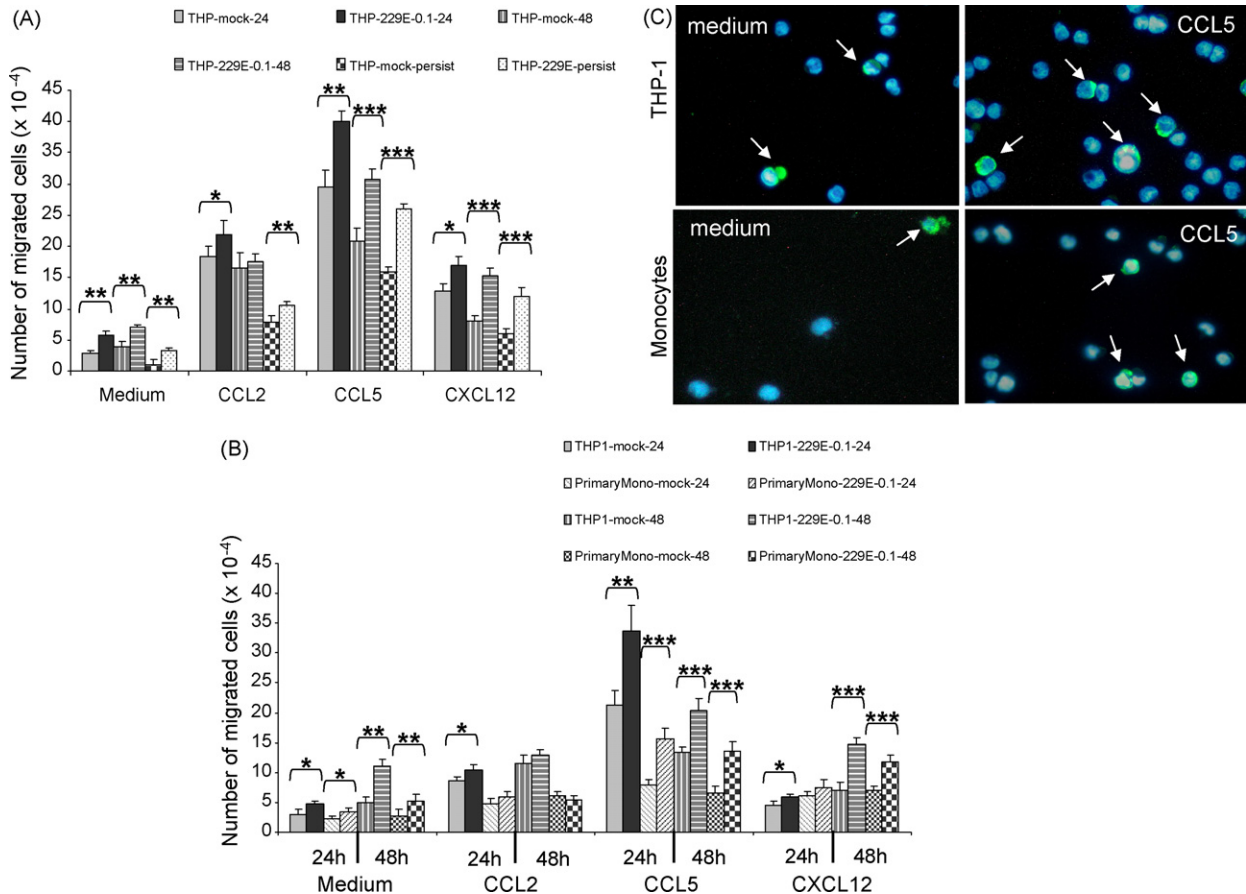 (A)
THP-mock-24 THP-229E-0.1-24 THP-mock-48
THP-229E-0.1-48 THP-mock-persist THP-229E-persist
Number of migrated cells (x 10-4)
45
40
35
30
25
20
15
10
5
0
** ** **
* **
** *** ***
* *** ***
Medium CCL2 CCL5 CXCL12
(C)
THP-1
medium
CCL5
Monocytes
medium
CCL5
(B)
THP1-mock-24 THP1-229E-0.1-24
PrimaryMono-mock-24 PrimaryMono-229E-0.1-24
THP1-mock-48 THP1-229E-0.1-48
PrimaryMono-mock-48 PrimaryMono-229E-0.1-48
Number of migrated cells (x 10-4)
45
40
35
30
25
20
15
10
5
0
* * ** **
*
** *** *** ***
* *** ***
24h 48h 24h 48h 24h 48h 24h 48h
Medium CCL2 CCL5 CXCL12